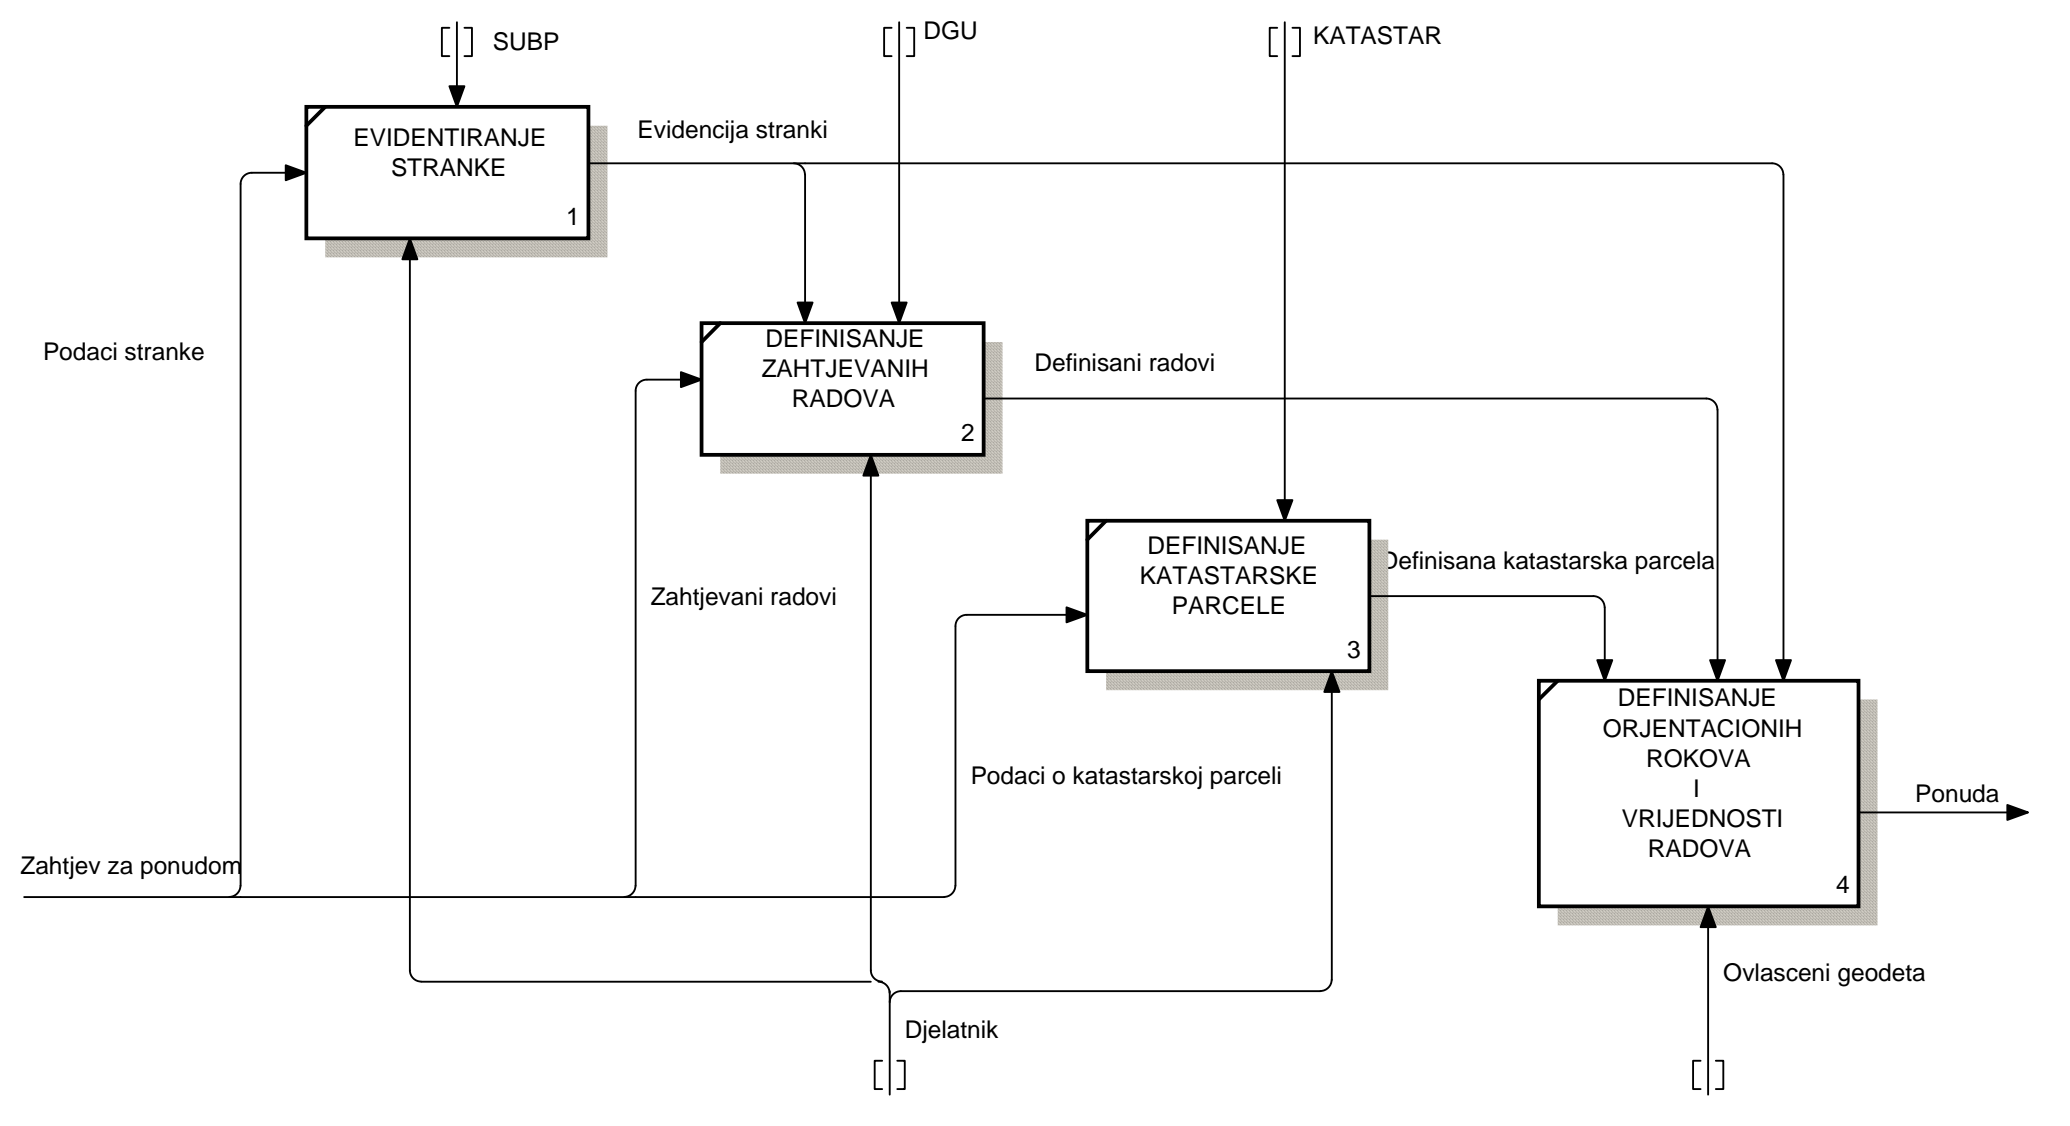 SUBP
DGU
KATASTAR
EVIDENTIRANJE
STRANKE
1
Evidencija stranki
Podaci stranke
DEFINISANJE
ZAHTJEVANIH
RADOVA
2
Definisani radovi
DEFINISANJE
KATASTARSKE
PARCELE
3
Definisana katastarska parcela
Zahtjevani radovi
Podaci o katastarskoj parceli
DEFINISANJE
ORJENTACIONIH
ROKOVA
I
VRIJEDNOSTI
RADOVA
4
Ponuda
Zahtjev za ponudom
Ovlasceni geodeta
Djelatnik